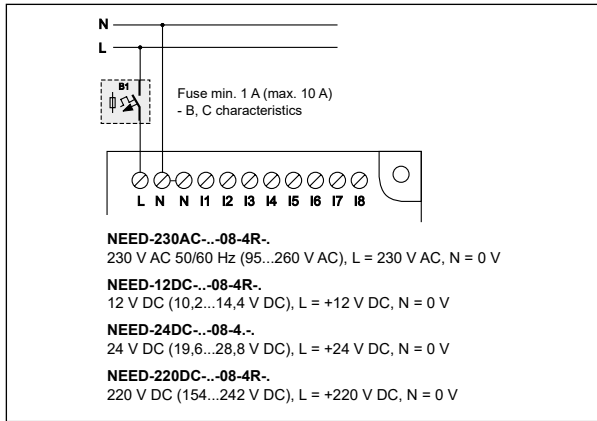 N
L
B1
Fuse min. 1 A (max. 10 A)
- B, C characteristics
L N N I1 I2 I3 I4 I5 I6 I7 I8
NEED-230AC-..-08-4R-.
230 V AC 50/60 Hz (95...260 V AC), L = 230 V AC, N = 0 V
NEED-12DC-..-08-4R-.
12 V DC (10,2...14,4 V DC), L = +12 V DC, N = 0 V
NEED-24DC-..-08-4.-.
24 V DC (19,6...28,8 V DC), L = +24 V DC, N = 0 V
NEED-220DC-..-08-4R-.
220 V DC (154...242 V DC), L = +220 V DC, N = 0 V